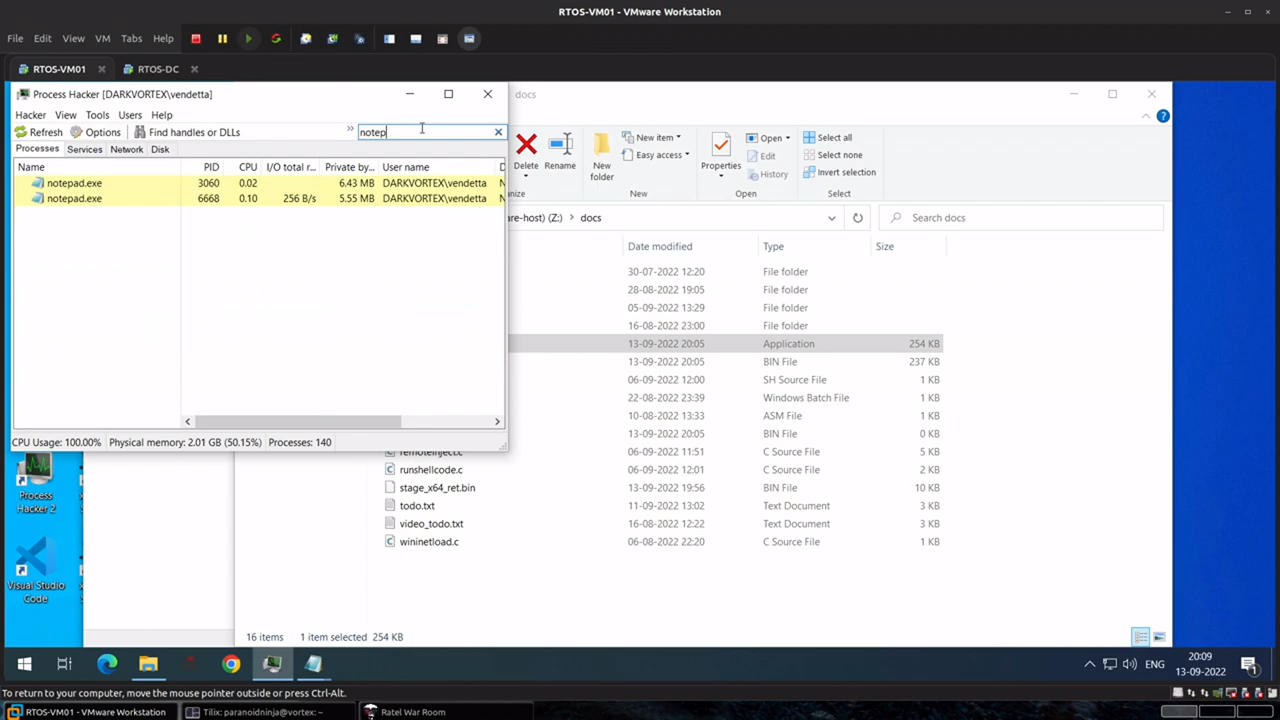 RTOS-VM01 - VMware Workstation
File Edit View VM Tabs Help
RTOS-VM01 RTOS-DC
Process Hacker [DARKVORTEX\vendetta]
Hacker View Tools Users Help
Refresh Options Find handles or DLLs » notep
Processes Services Network Disk
Name PID CPU I/O total r... Private by... User name D
notepad.exe 3060 0.02 6.43 MB DARKVORTEX\vendetta N
notepad.exe 6668 0.10 256 B/s 5.55 MB DARKVORTEX\vendetta N
CPU Usage: 100.00% Physical memory: 2.01 GB (50.15%) Processes: 140
docs
Delete Rename New folder New item Easy access Properties Open Edit History Select all Select none Invert selection
anize New Open Select
are-host) (Z:) > docs Search docs
Date modified Type Size
30-07-2022 12:20 File folder
28-08-2022 19:05 File folder
05-09-2022 13:29 File folder
16-08-2022 23:00 File folder
13-09-2022 20:05 Application 254 KB
13-09-2022 20:05 BIN File 237 KB
06-09-2022 12:00 SH Source File 1 KB
22-08-2022 23:39 Windows Batch File 1 KB
10-08-2022 13:33 ASM File 1 KB
13-09-2022 20:05 BIN File 0 KB
remoteinject.c 06-09-2022 11:51 C Source File 5 KB
runshellcode.c 06-09-2022 12:01 C Source File 2 KB
stage_x64_ret.bin 13-09-2022 19:56 BIN File 10 KB
todo.txt 11-09-2022 13:02 Text Document 3 KB
video_todo.txt 16-08-2022 12:22 Text Document 3 KB
wininetload.c 06-08-2022 22:20 C Source File 1 KB
16 items 1 item selected 254 KB
Process Hacker 2
Visual Studio Code
ENG 20:09
13-09-2022
To return to your computer, move the mouse pointer outside or press Ctrl-Alt.
RTOS-VM01 - VMware Workstation Tilix: paranoidninja@vortex: ~ Ratel War Room